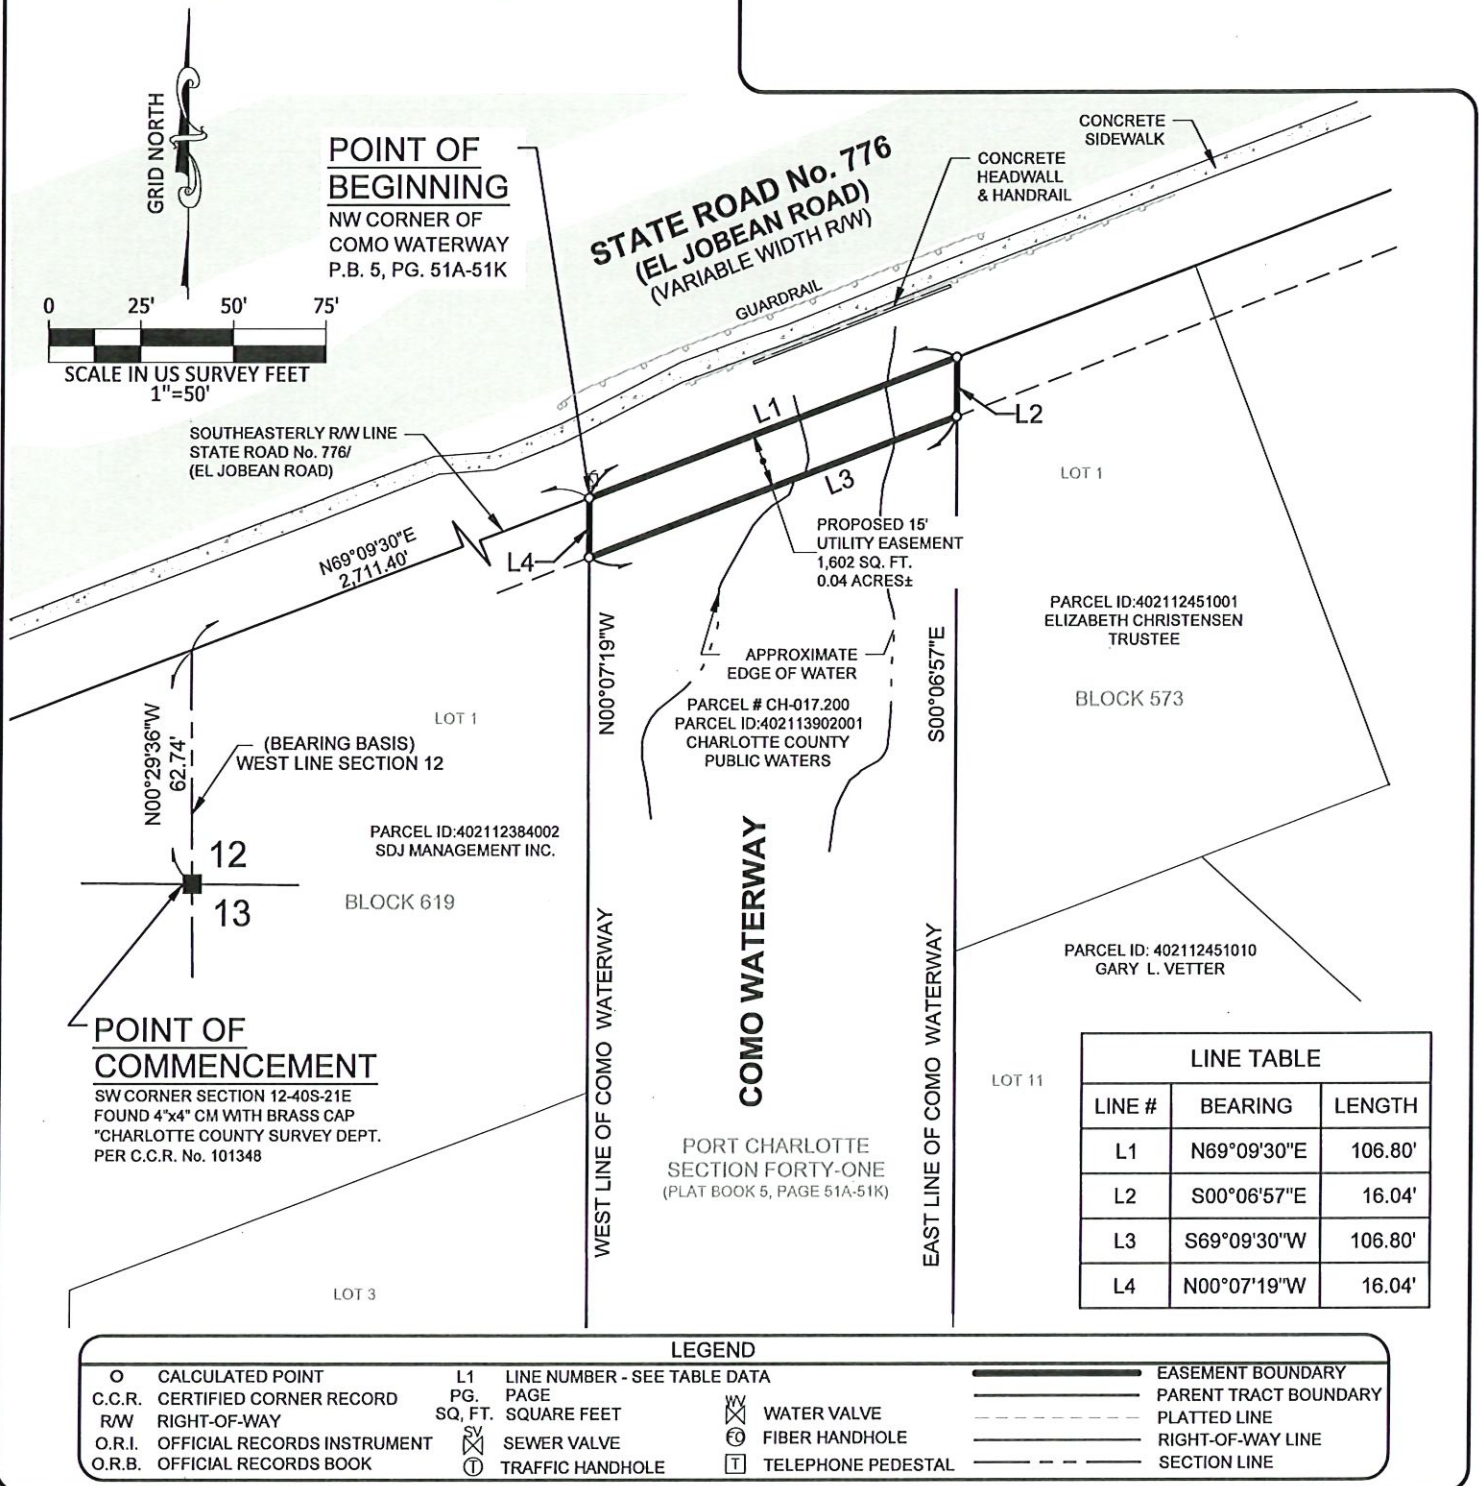 GRID NORTH
POINT OF
BEGINNING
NW CORNER OF
COMO WATERWAY
P.B. 5, PG. 51A-51K
0 25' 50' 75'
SCALE IN US SURVEY FEET
1"=50'
STATE ROAD No. 776
(EL JOBEAN ROAD)
(VARIABLE WIDTH R/W)
GUARDRAIL
CONCRETE
HEADWALL
& HANDRAIL
CONCRETE
SIDEWALK
SOUTHEASTERLY R/W LINE
STATE ROAD No. 776/
(EL JOBEAN ROAD)
N69°09'30"E
2,711.40'
L1
L2
L3
L4
PROPOSED 15'
UTILITY EASEMENT
1,602 SQ. FT.
0.04 ACRES±
LOT 1
PARCEL ID:402112451001
ELIZABETH CHRISTENSEN
TRUSTEE
BLOCK 573
N00°07'19"W
S00°06'57"E
APPROXIMATE
EDGE OF WATER
PARCEL # CH-017.200
PARCEL ID:402113902001
CHARLOTTE COUNTY
PUBLIC WATERS
LOT 1
N00°29'36"W
62.74'
(BEARING BASIS)
WEST LINE SECTION 12
PARCEL ID:402112384002
SDJ MANAGEMENT INC.
BLOCK 619
12
13
POINT OF
COMMENCEMENT
SW CORNER SECTION 12-40S-21E
FOUND 4"x4" CM WITH BRASS CAP
"CHARLOTTE COUNTY SURVEY DEPT.
PER C.C.R. No. 101348
WEST LINE OF COMO WATERWAY
COMO WATERWAY
EAST LINE OF COMO WATERWAY
PARCEL ID: 402112451010
GARY L. VETTER
LOT 11
PORT CHARLOTTE
SECTION FORTY-ONE
(PLAT BOOK 5, PAGE 51A-51K)
LOT 3
LINE TABLE
LINE # BEARING LENGTH
L1 N69°09'30"E 106.80'
L2 S00°06'57"E 16.04'
L3 S69°09'30"W 106.80'
L4 N00°07'19"W 16.04'
LEGEND
O CALCULATED POINT
C.C.R. CERTIFIED CORNER RECORD
R/W RIGHT-OF-WAY
O.R.I. OFFICIAL RECORDS INSTRUMENT
O.R.B. OFFICIAL RECORDS BOOK
L1 LINE NUMBER - SEE TABLE DATA
PG. PAGE
SQ, FT. SQUARE FEET
SV SEWER VALVE
T TRAFFIC HANDHOLE
WV WATER VALVE
FO FIBER HANDHOLE
T TELEPHONE PEDESTAL
EASEMENT BOUNDARY
PARENT TRACT BOUNDARY
PLATTED LINE
RIGHT-OF-WAY LINE
SECTION LINE